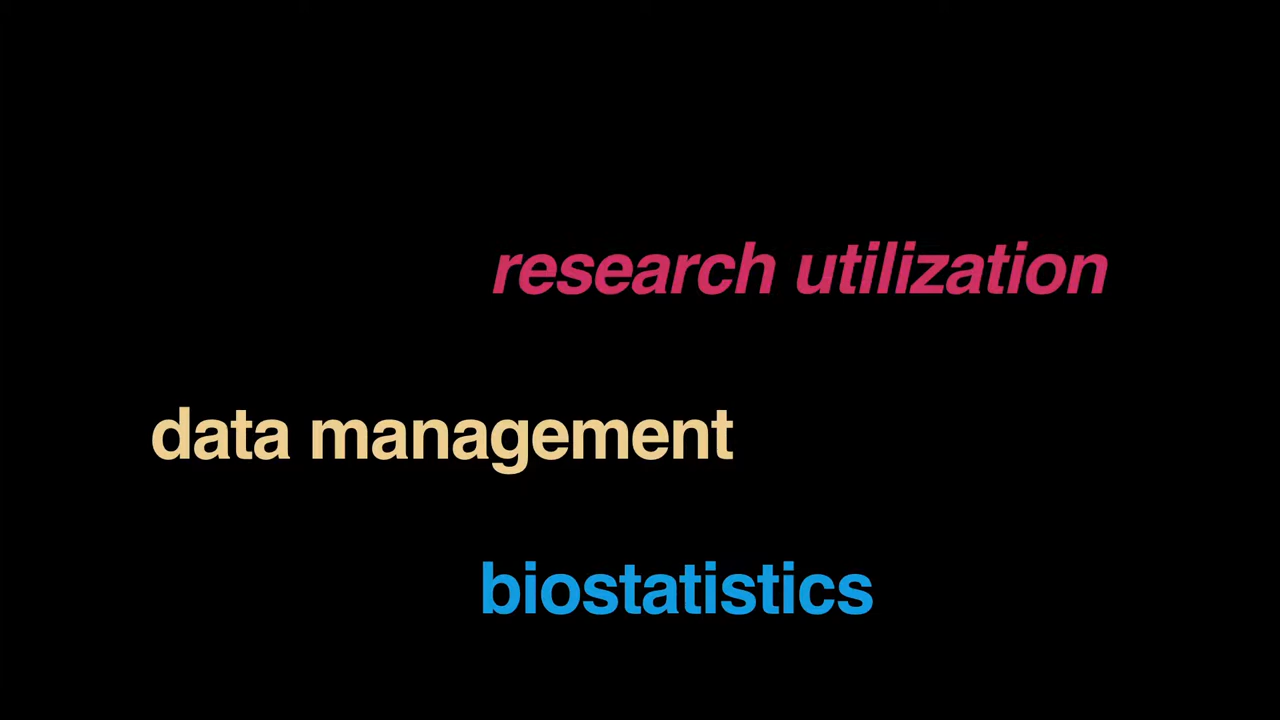 research utilization
data management
biostatistics